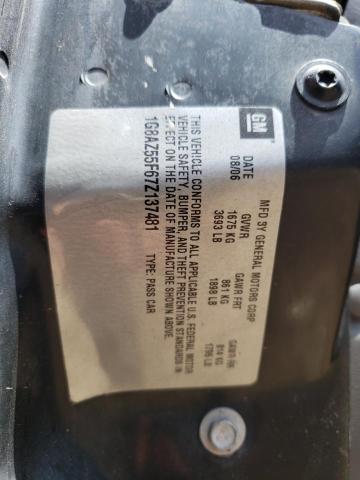 GM
MFD BY GENERAL MOTORS CORP
DATE GVWR GAWR FRT GAWR RR
08/06 1675 KG 861 KG 814 KG
3693 LB 1898 LB 1795 LB
THIS VEHICLE CONFORMS TO ALL APPLICABLE U.S. FEDERAL MOTOR
VEHICLE SAFETY, BUMPER, AND THEFT PREVENTION STANDARDS IN
EFFECT ON THE DATE OF MANUFACTURE SHOWN ABOVE.
1G8AZ55F67Z137481 TYPE: PASS CAR